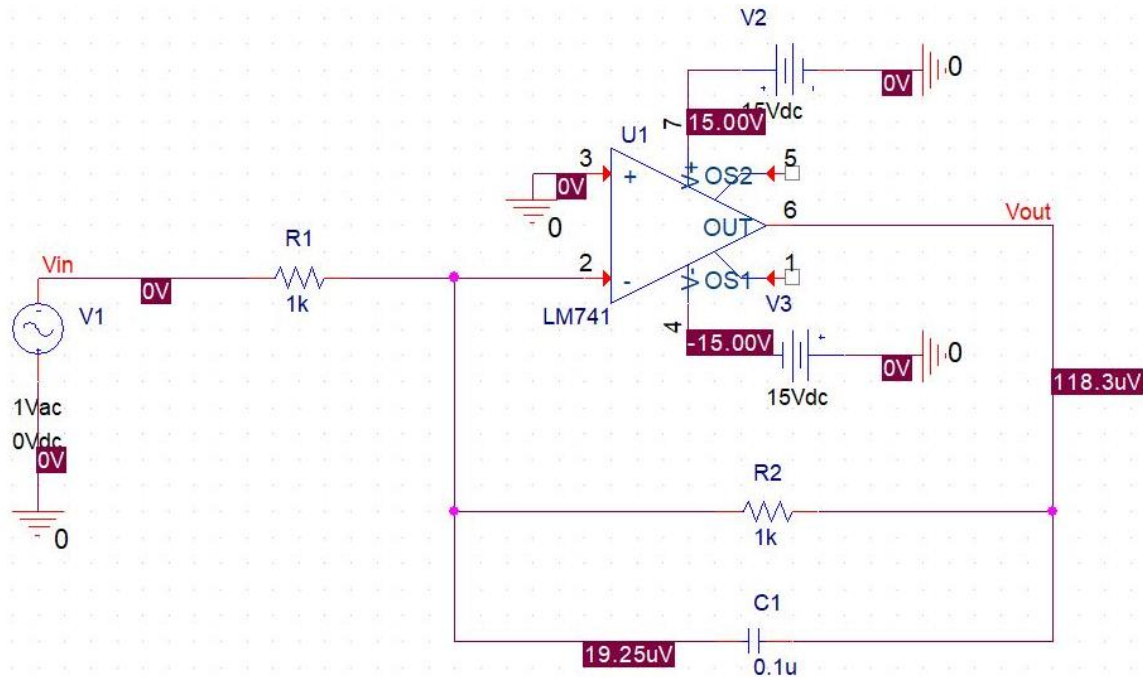 V2
0
0V
15Vdc
15.00V
7
U1
5
3
+
V+
OS2
0V
0
6
OUT
Vout
R1
Vin
2
1
-
V-
OS1
0V
1k
V1
LM741
V3
4
-15.00V
0
0V
15Vdc
118.3uV
1Vac
0Vdc
0V
R2
0
1k
C1
19.25uV
0.1u